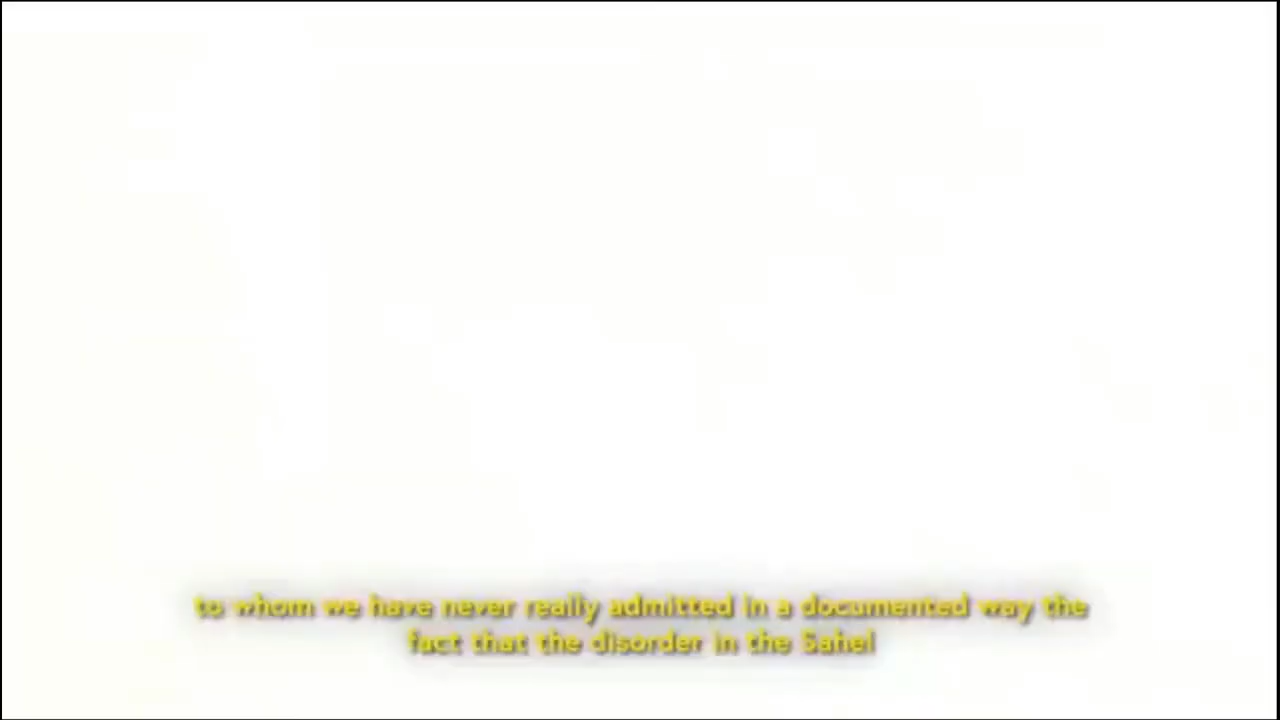 to whom we have never really admitted in a documented way the
fact that the disorder in the Sahel